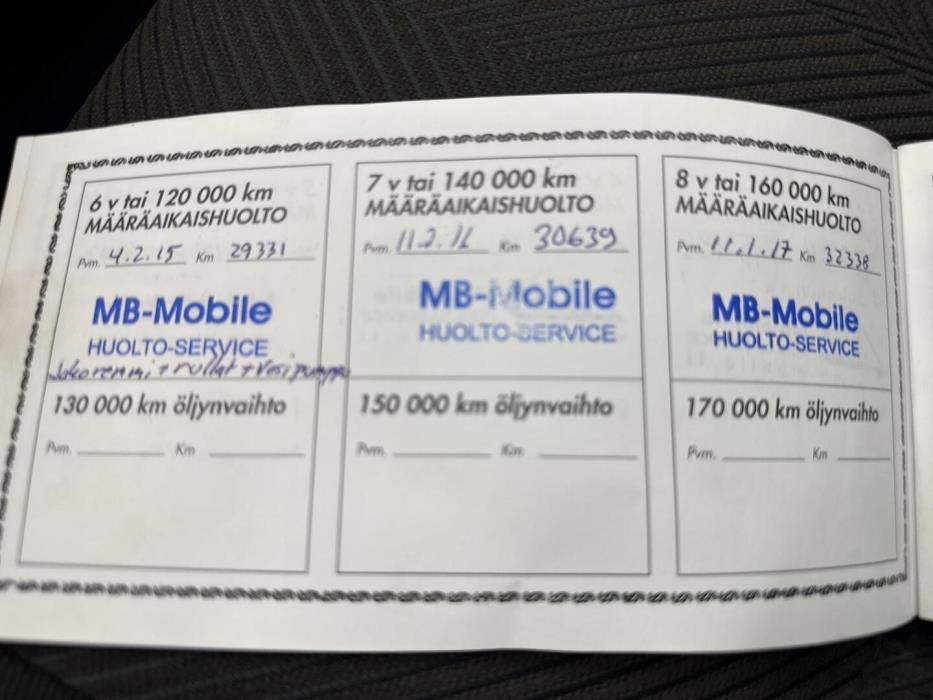 6 v tai 120 000 km
MÄÄRÄAIKAISHUOLTO
Pvm. 4.2.15 Km 29331
MB-Mobile
HUOLTO-SERVICE
Jakoremmi + rullat + Vesipumppu
130 000 km öljynvaihto
Pvm. Km
7 v tai 140 000 km
MÄÄRÄAIKAISHUOLTO
Pvm. 11.2.16 Km 30639
MB-Mobile
HUOLTO-SERVICE
150 000 km öljynvaihto
Pvm. Km
8 v tai 160 000 km
MÄÄRÄAIKAISHUOLTO
Pvm. 11.1.17 Km 32338
MB-Mobile
HUOLTO-SERVICE
170 000 km öljynvaihto
Pvm. Km